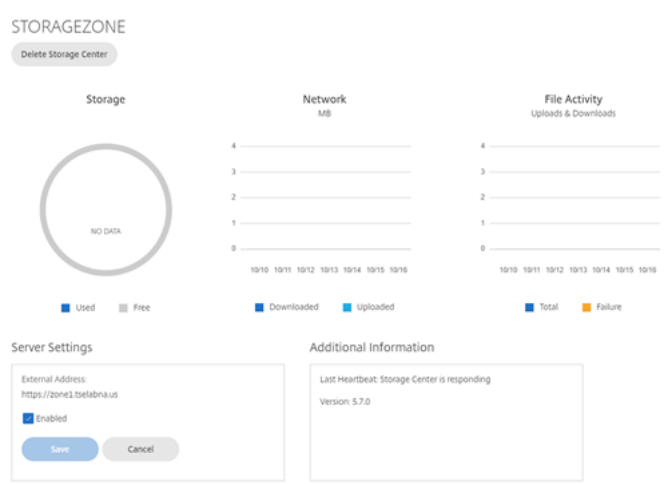 STORAGEZONE
Delete Storage Center
Storage
NO DATA
Used Free
Network
MB
4
3
2
1
0
10/10 10/11 10/12 10/13 10/14 10/15 10/16
Downloaded Uploaded
File Activity
Uploads & Downloads
4
3
2
1
0
10/10 10/11 10/12 10/13 10/14 10/15 10/16
Total Failure
Server Settings
External Address:
https://zone1.tselabna.us
Enabled
Save Cancel
Additional Information
Last Heartbeat: Storage Center is responding
Version: 5.7.0